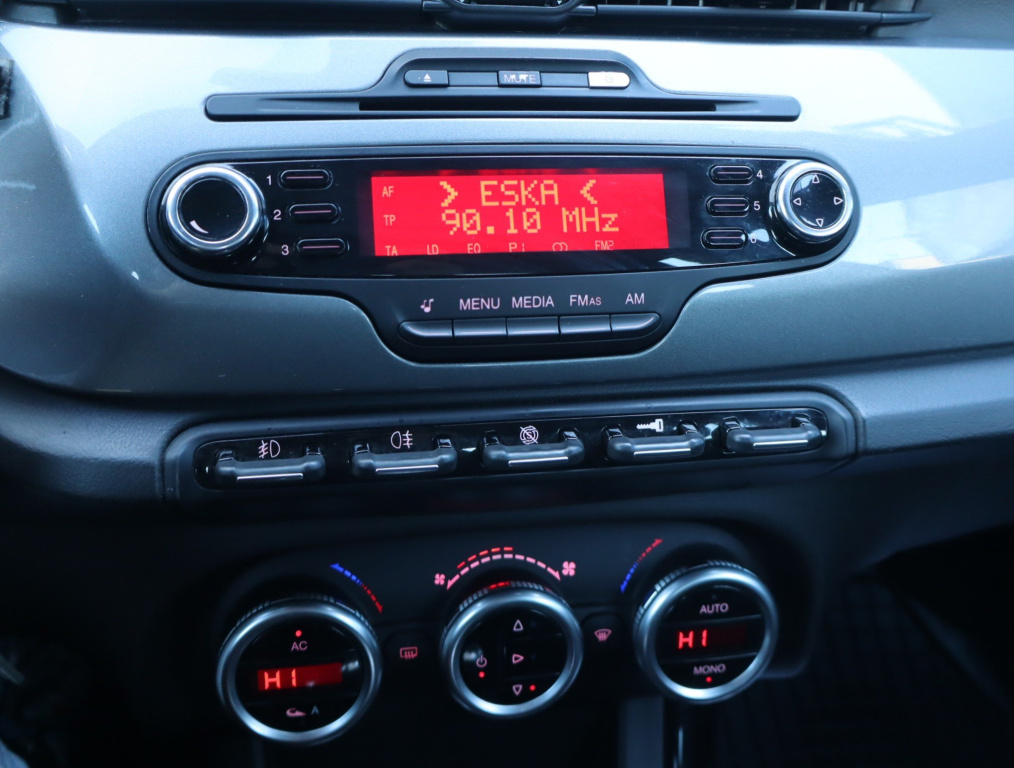 MUTE
1
2
3
AF
TP
TA
> ESKA <
90.10 MHz
LD EQ FM2
4
5
6
MENU MEDIA FMAS AM
AC
HI
A
AUTO
HI
MONO